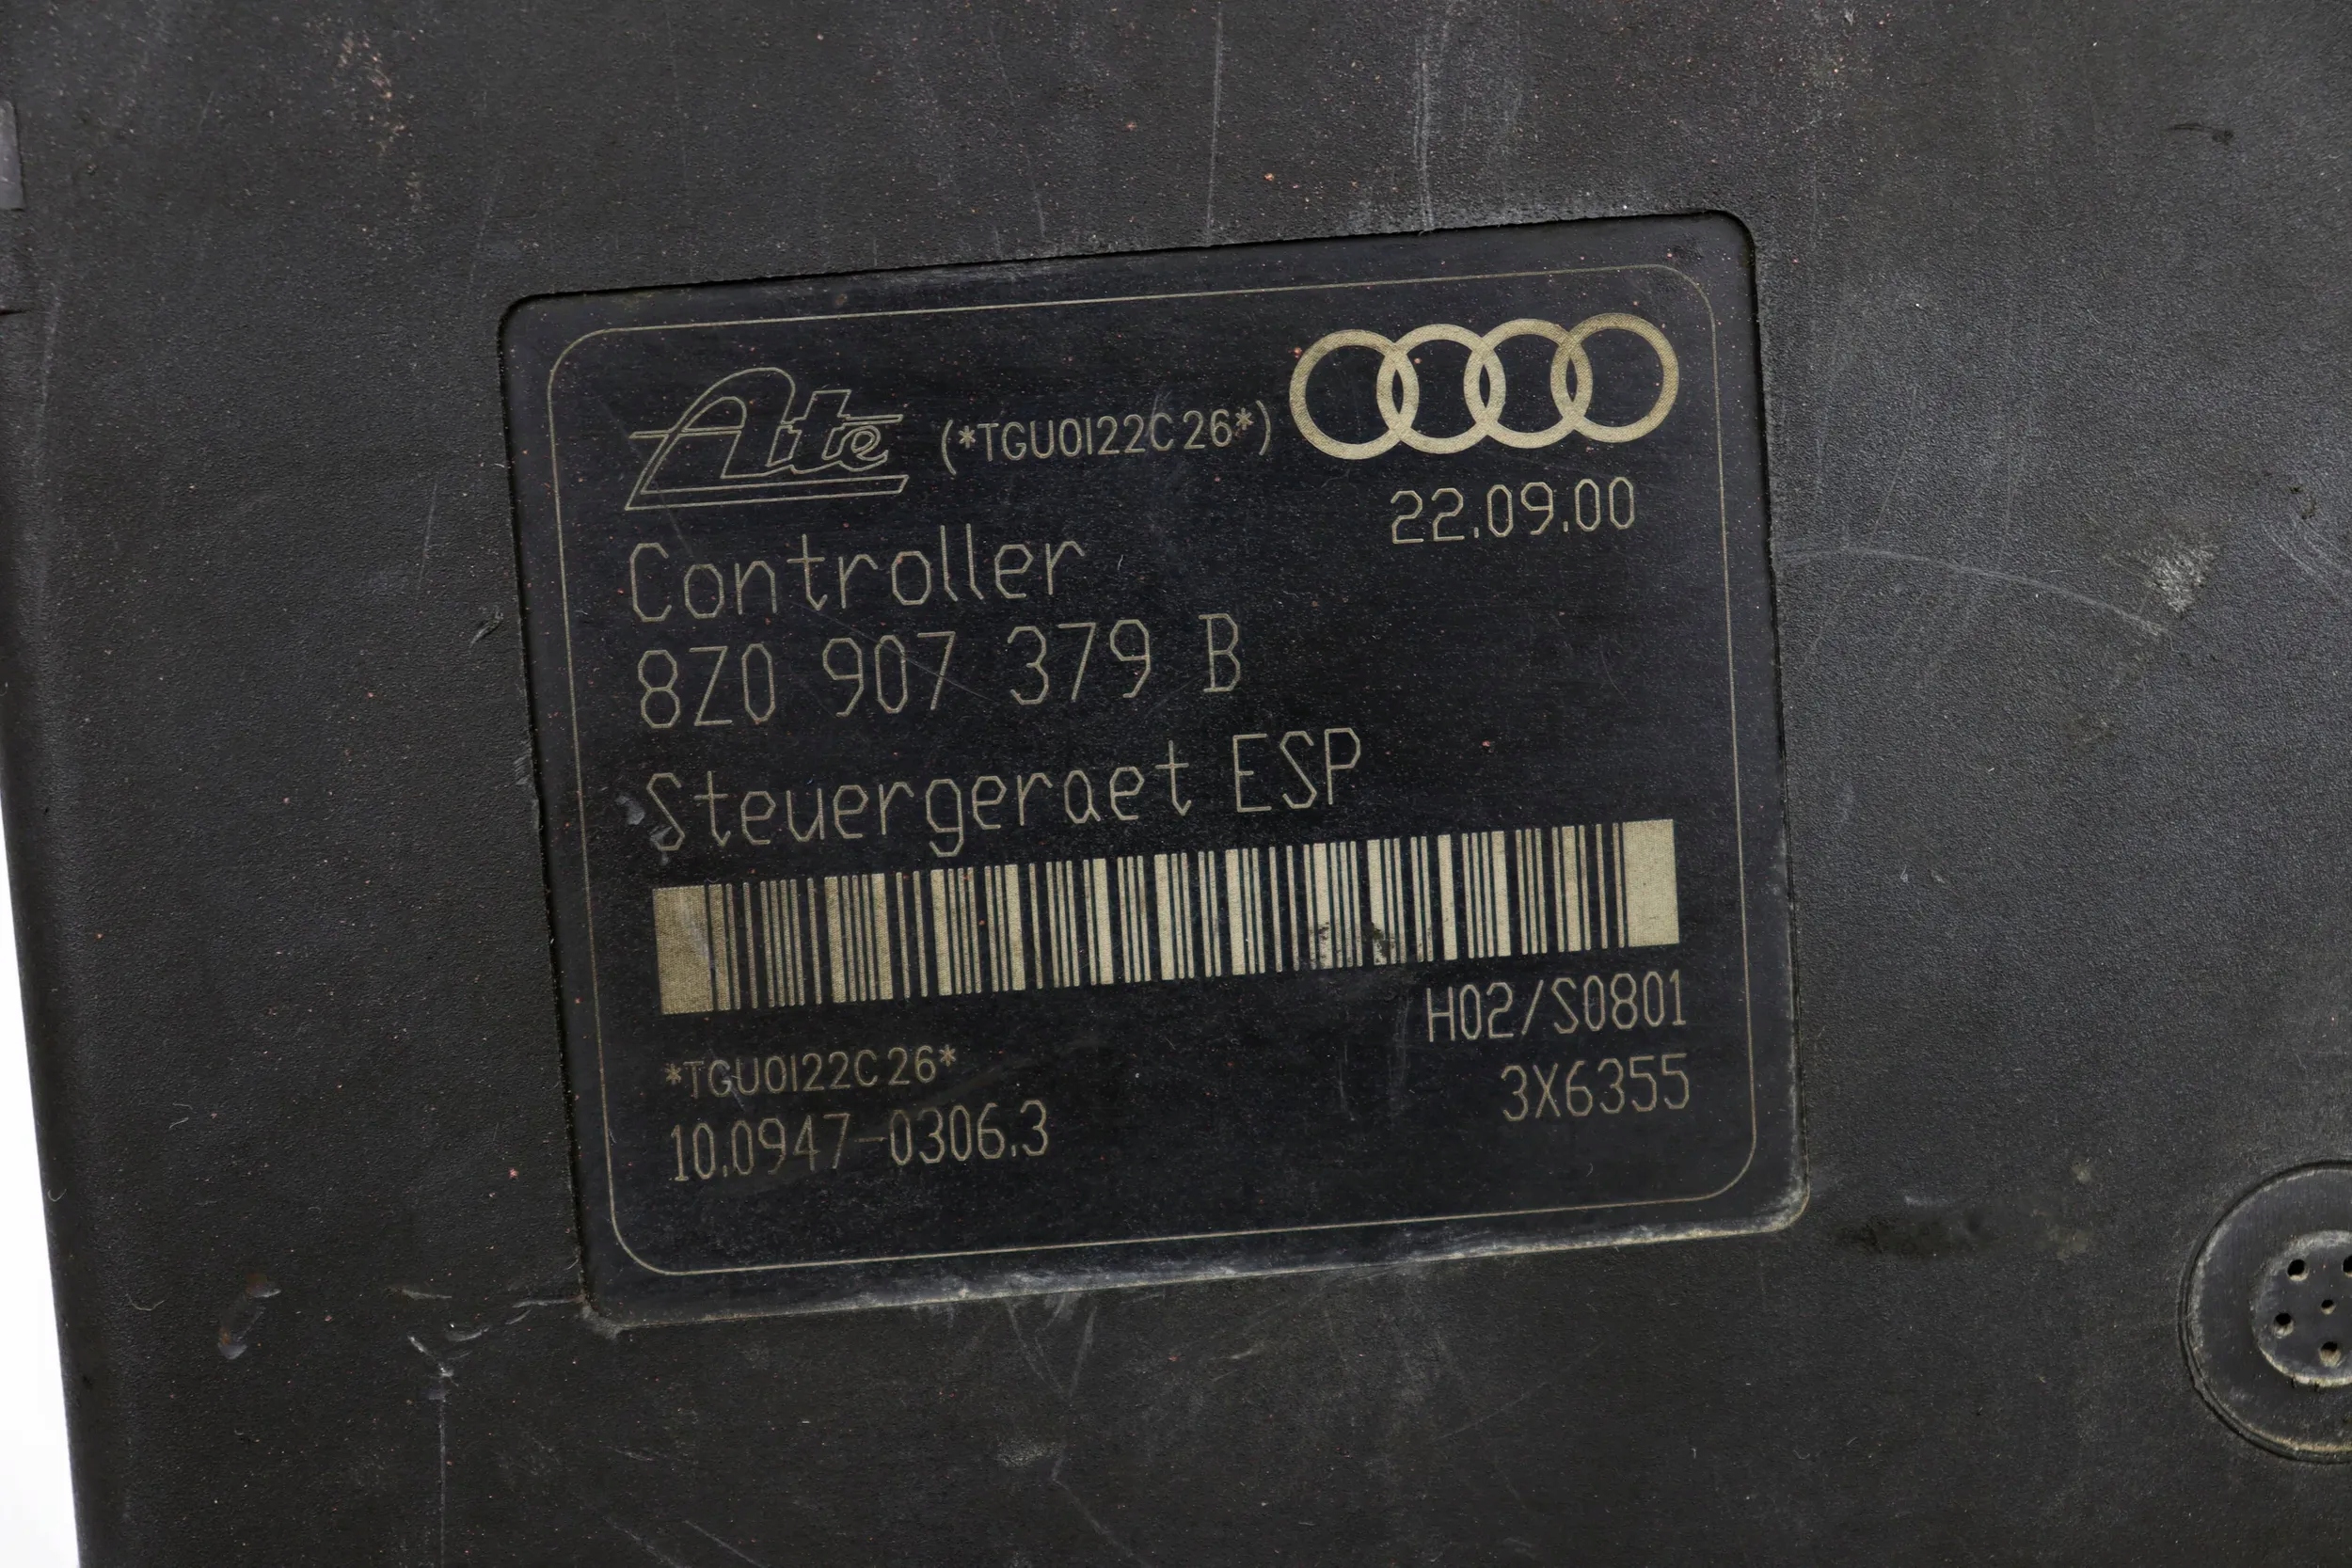 Ate (*TGU0I22C26*)
22.09.00
Controller
8Z0 907 379 B
Steuergeraet ESP
H02/S0801
*TGU0I22C26*
3X6355
10.0947-0306.3